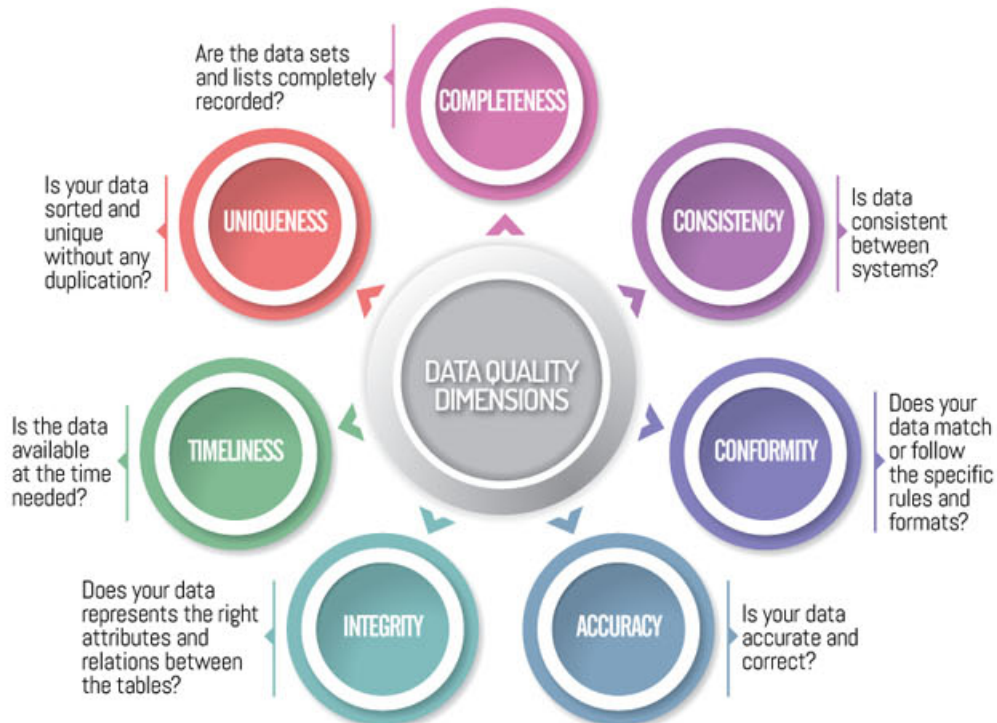 Are the data sets
and lists completely
recorded?
COMPLETENESS
Is your data
sorted and
unique
without any
duplication?
UNIQUENESS
CONSISTENCY
Is data
consistent
between
systems?
DATA QUALITY
DIMENSIONS
Is the data
available
at the time
needed?
TIMELINESS
CONFORMITY
Does your
data match
or follow
the specific
rules and
formats?
Does your data
represents the right
attributes and
relations between
the tables?
INTEGRITY
ACCURACY
Is your data
accurate and
correct?